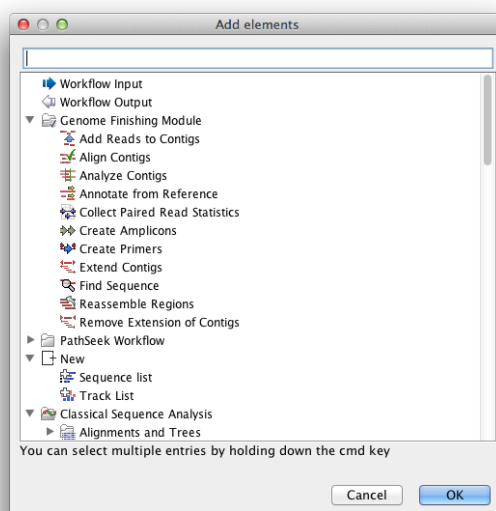 Add elements
Workflow Input
Workflow Output
Genome Finishing Module
Add Reads to Contigs
Align Contigs
Analyze Contigs
Annotate from Reference
Collect Paired Read Statistics
Create Amplicons
Create Primers
Extend Contigs
Find Sequence
Reassemble Regions
Remove Extension of Contigs
PathSeek Workflow
New
Sequence list
Track List
Classical Sequence Analysis
Alignments and Trees
You can select multiple entries by holding down the cmd key
Cancel OK